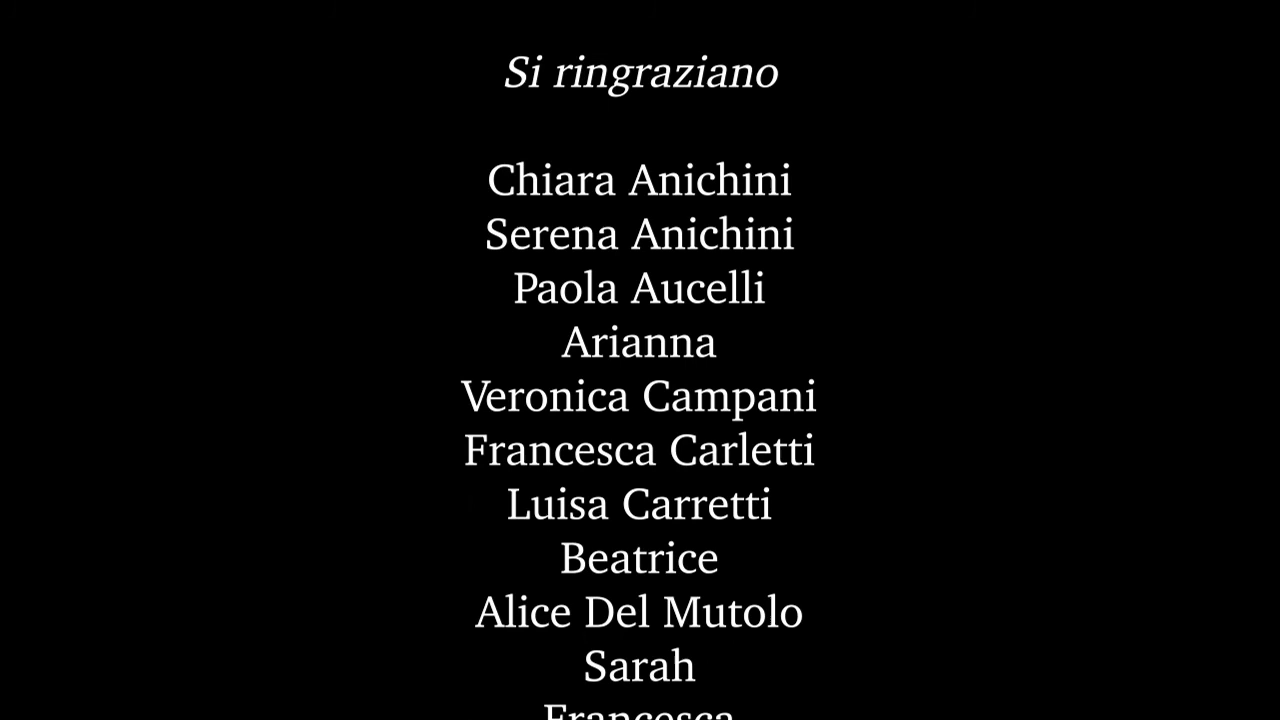 Si ringraziano
Chiara Anichini
Serena Anichini
Paola Aucelli
Arianna
Veronica Campani
Francesca Carletti
Luisa Carretti
Beatrice
Alice Del Mutolo
Sarah
Francesca